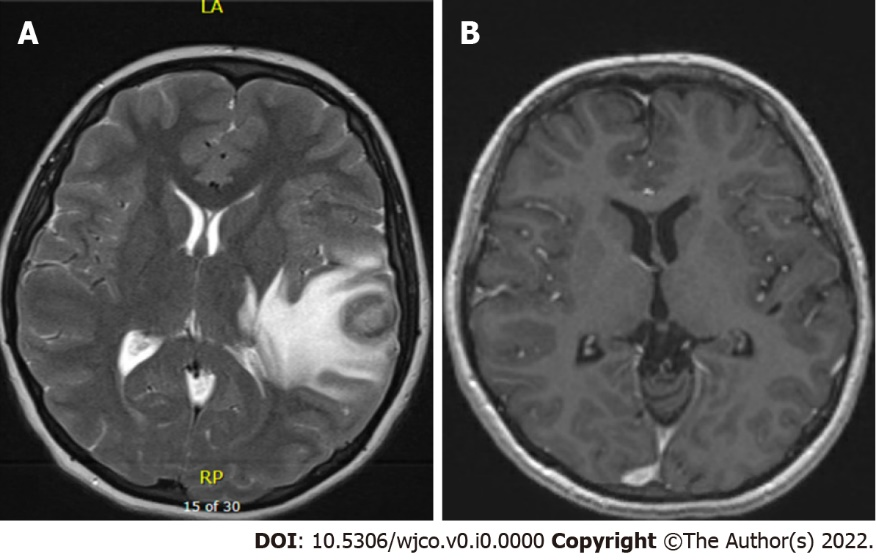 LA
A
B
RP
15 of 30
DOI: 10.5306/wjco.v0.i0.0000 Copyright ©The Author(s) 2022.